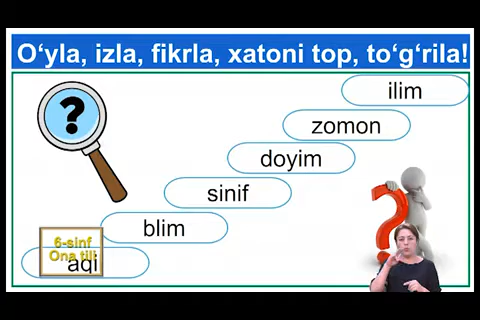 O‘yla, izla, fikrla, xatoni top, to‘g‘rila!
ilim
zomon
doyim
sinif
blim
6-sinf
Ona tili
aqi